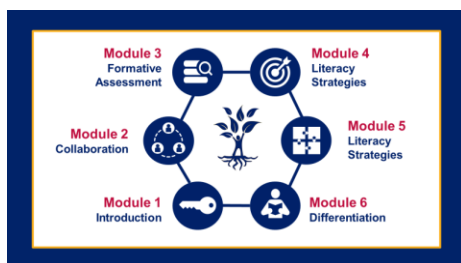 Module 3
Formative
Assessment
Module 4
Literacy
Strategies
Module 2
Collaboration
Module 5
Literacy
Strategies
Module 1
Introduction
Module 6
Differentiation